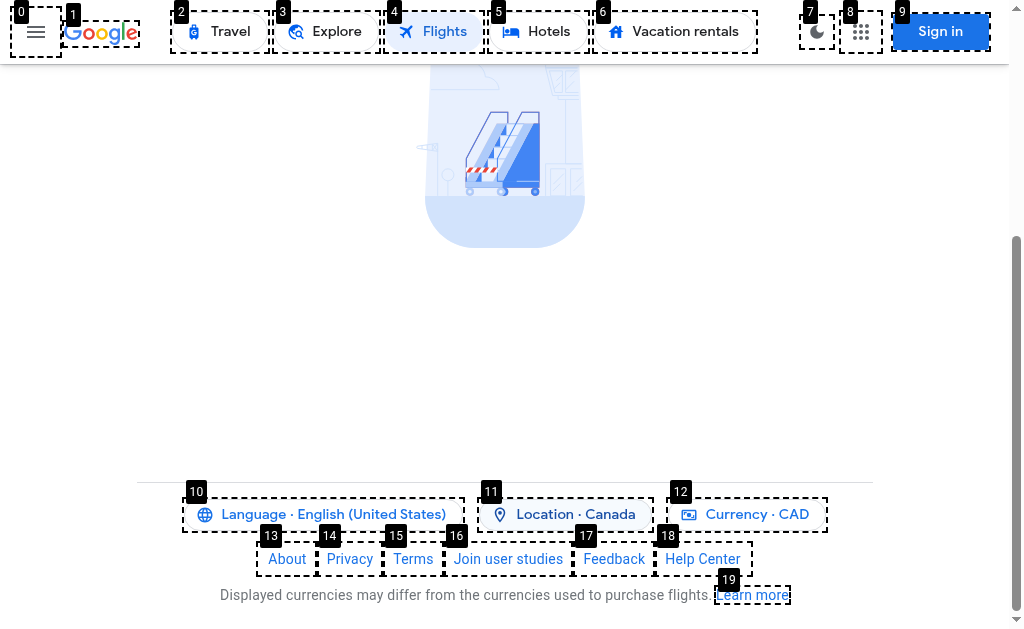 0 1 2 3 4 5 6 7 8 9
Google Travel Explore Flights Hotels Vacation rentals Sign in
10 11 12
Language · English (United States) Location · Canada Currency · CAD
13 14 15 16 17 18
About Privacy Terms Join user studies Feedback Help Center
19
Displayed currencies may differ from the currencies used to purchase flights. Learn more